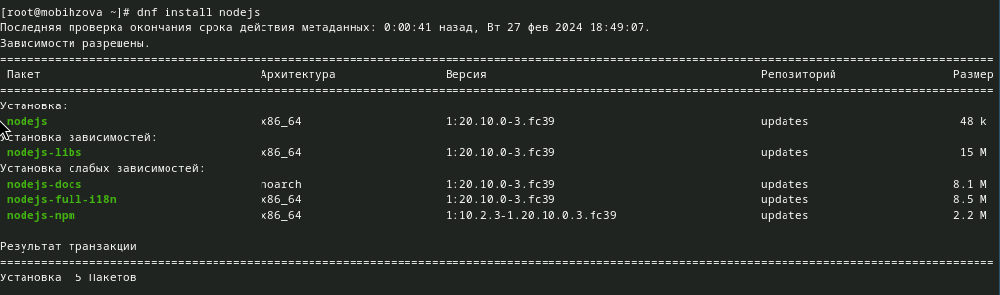 [root@mobihzova ~]# dnf install nodejs
Последняя проверка окончания срока действия метаданных: 0:00:41 назад, Вт 27 фев 2024 18:49:07.
Зависимости разрешены.
================================================================================
Пакет Архитектура Версия Репозиторий Размер
================================================================================
Установка:
nodejs x86_64 1:20.10.0-3.fc39 updates 48 k
Установка зависимостей:
nodejs-libs x86_64 1:20.10.0-3.fc39 updates 15 M
Установка слабых зависимостей:
nodejs-docs noarch 1:20.10.0-3.fc39 updates 8.1 M
nodejs-full-i18n x86_64 1:20.10.0-3.fc39 updates 8.5 M
nodejs-npm x86_64 1:10.2.3-1.20.10.0.3.fc39 updates 2.2 M
Результат транзакции
================================================================================
Установка 5 Пакетов